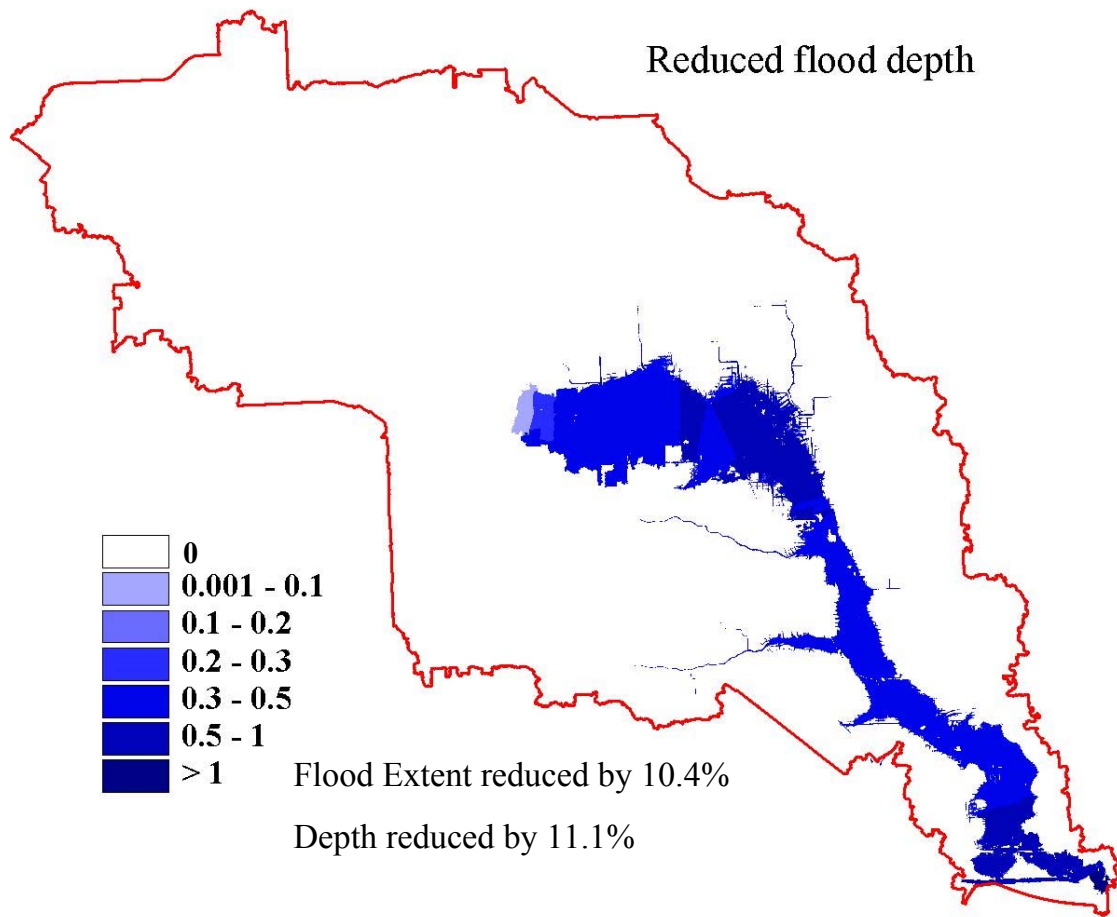 Reduced flood depth
0
0.001 - 0.1
0.1 - 0.2
0.2 - 0.3
0.3 - 0.5
0.5 - 1
> 1
Flood Extent reduced by 10.4%
Depth reduced by 11.1%